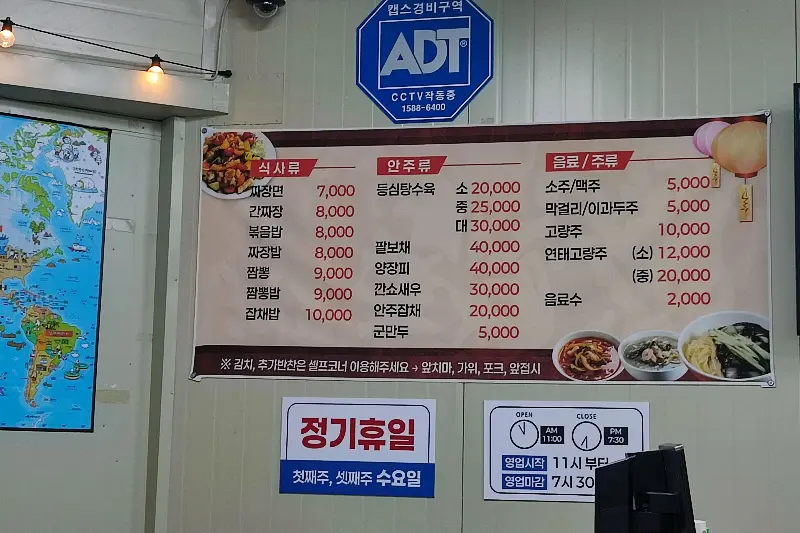 캡스경비구역
ADT
CCTV작동중
1588-6400
식사류
짜장면 7,000
간짜장 8,000
볶음밥 8,000
짜장밥 8,000
짬뽕 9,000
짬뽕밥 9,000
잡채밥 10,000
안주류
등심탕수육 소 20,000
중 25,000
대 30,000
팔보채 40,000
양장피 40,000
깐쇼새우 30,000
안주잡채 20,000
군만두 5,000
음료/주류
소주/맥주 5,000
막걸리/이과두주 5,000
고량주 10,000
연태고량주 (소) 12,000
(중) 20,000
음료수 2,000
※ 김치, 추가반찬은 셀프코너 이용해주세요 → 앞치마, 가위, 포크, 앞접시
정기휴일
첫째주, 셋째주 수요일
OPEN CLOSE
AM 11:00 PM 7:30
영업시작 11시 부터
영업마감 7시 30